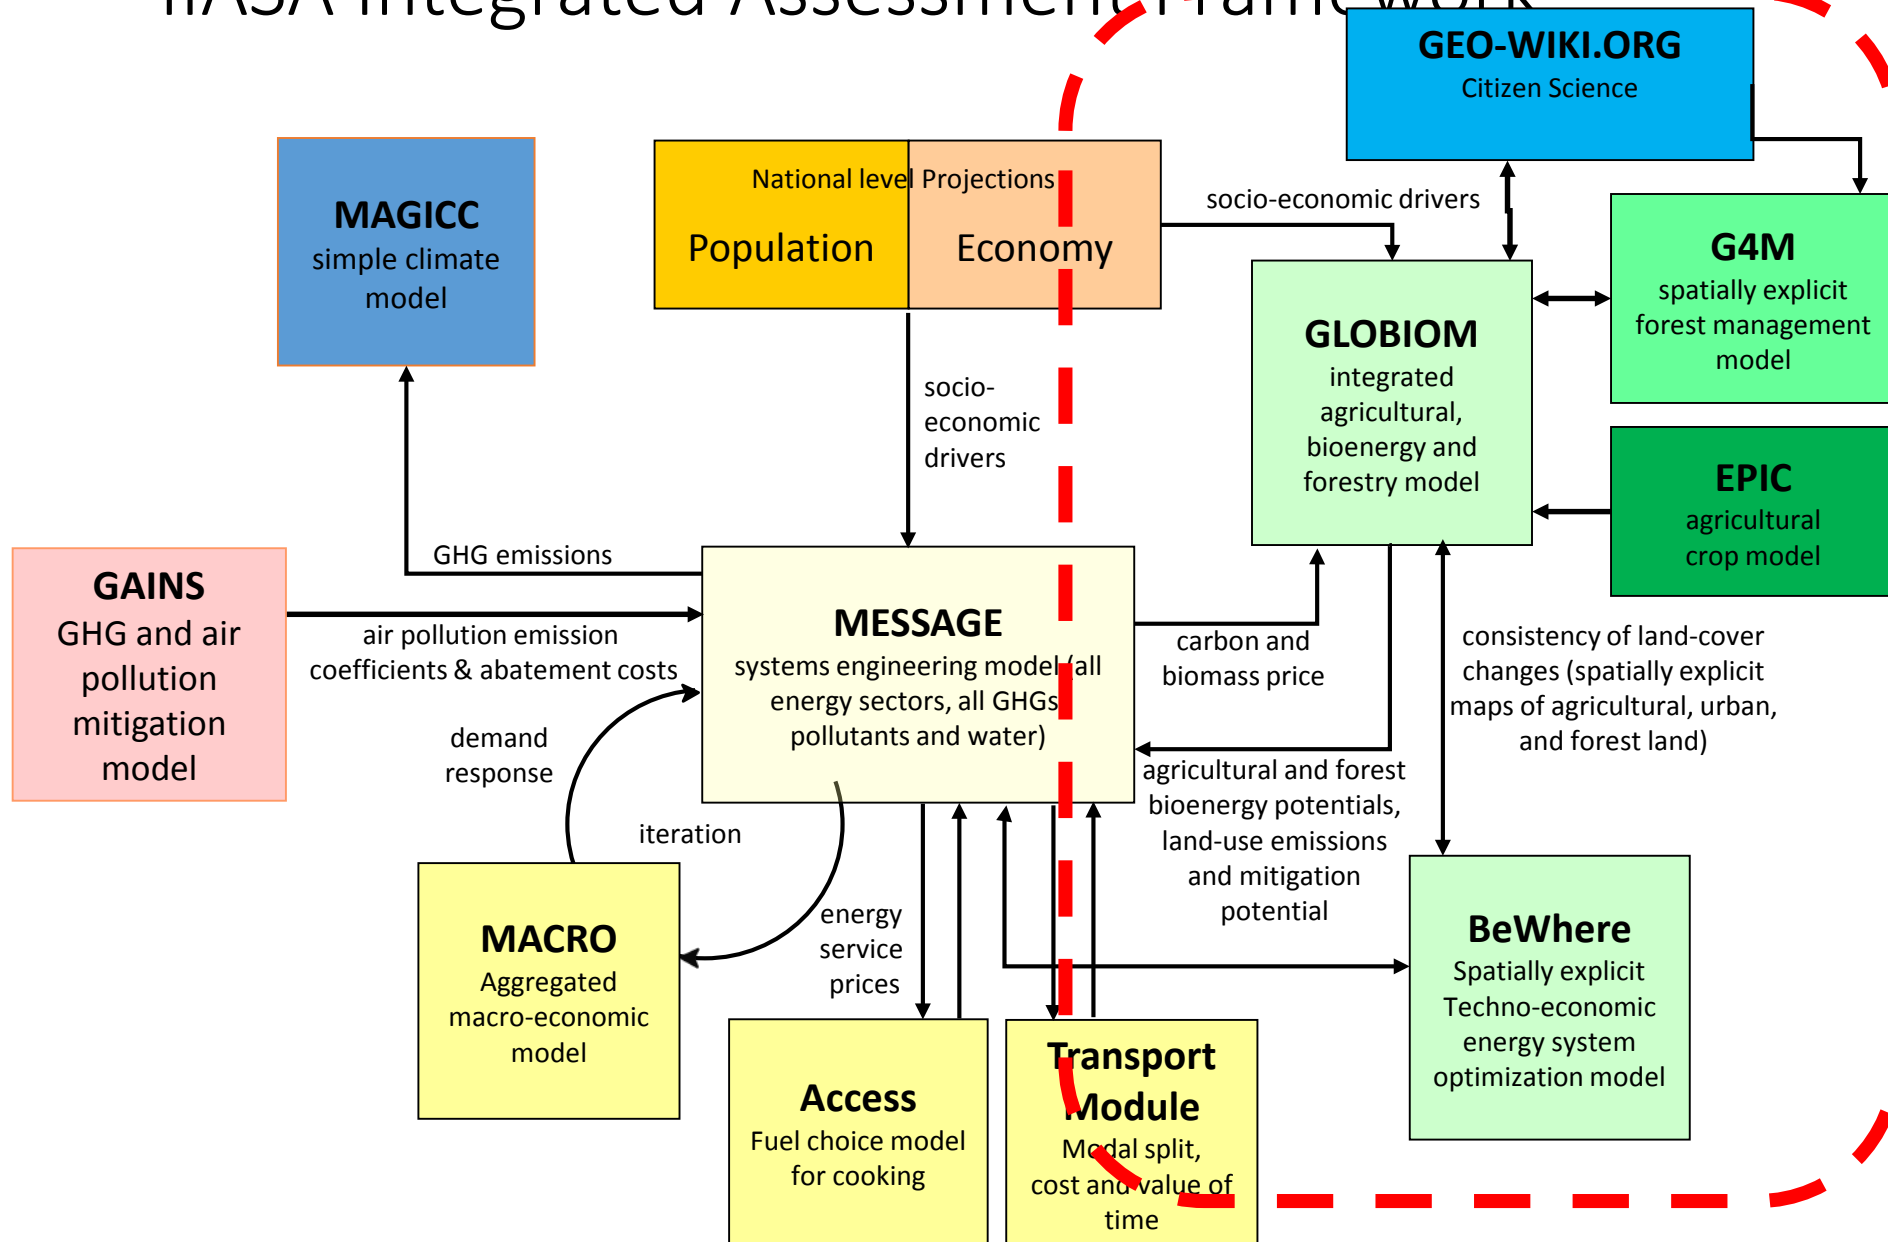 IIASA Integrated Assessment Framework
GEO-WIKI.ORG
Citizen Science
MAGICC
simple climate
model
National level Projections
Population
Economy
socio-economic drivers
G4M
spatially explicit
forest management
model
GLOBIOM
integrated
agricultural,
bioenergy and
forestry model
socio-
economic
drivers
EPIC
agricultural
crop model
GHG emissions
GAINS
GHG and air
pollution
mitigation
model
air pollution emission
coefficients & abatement costs
MESSAGE
systems engineering model (all
energy sectors, all GHGs
pollutants and water)
carbon and
biomass price
consistency of land-cover
changes (spatially explicit
maps of agricultural, urban,
and forest land)
demand
response
iteration
agricultural and forest
bioenergy potentials,
land-use emissions
and mitigation
potential
energy
service
prices
MACRO
Aggregated
macro-economic
model
BeWhere
Spatially explicit
Techno-economic
energy system
optimization model
Access
Fuel choice model
for cooking
Transport
Module
Modal split,
cost and value of
time